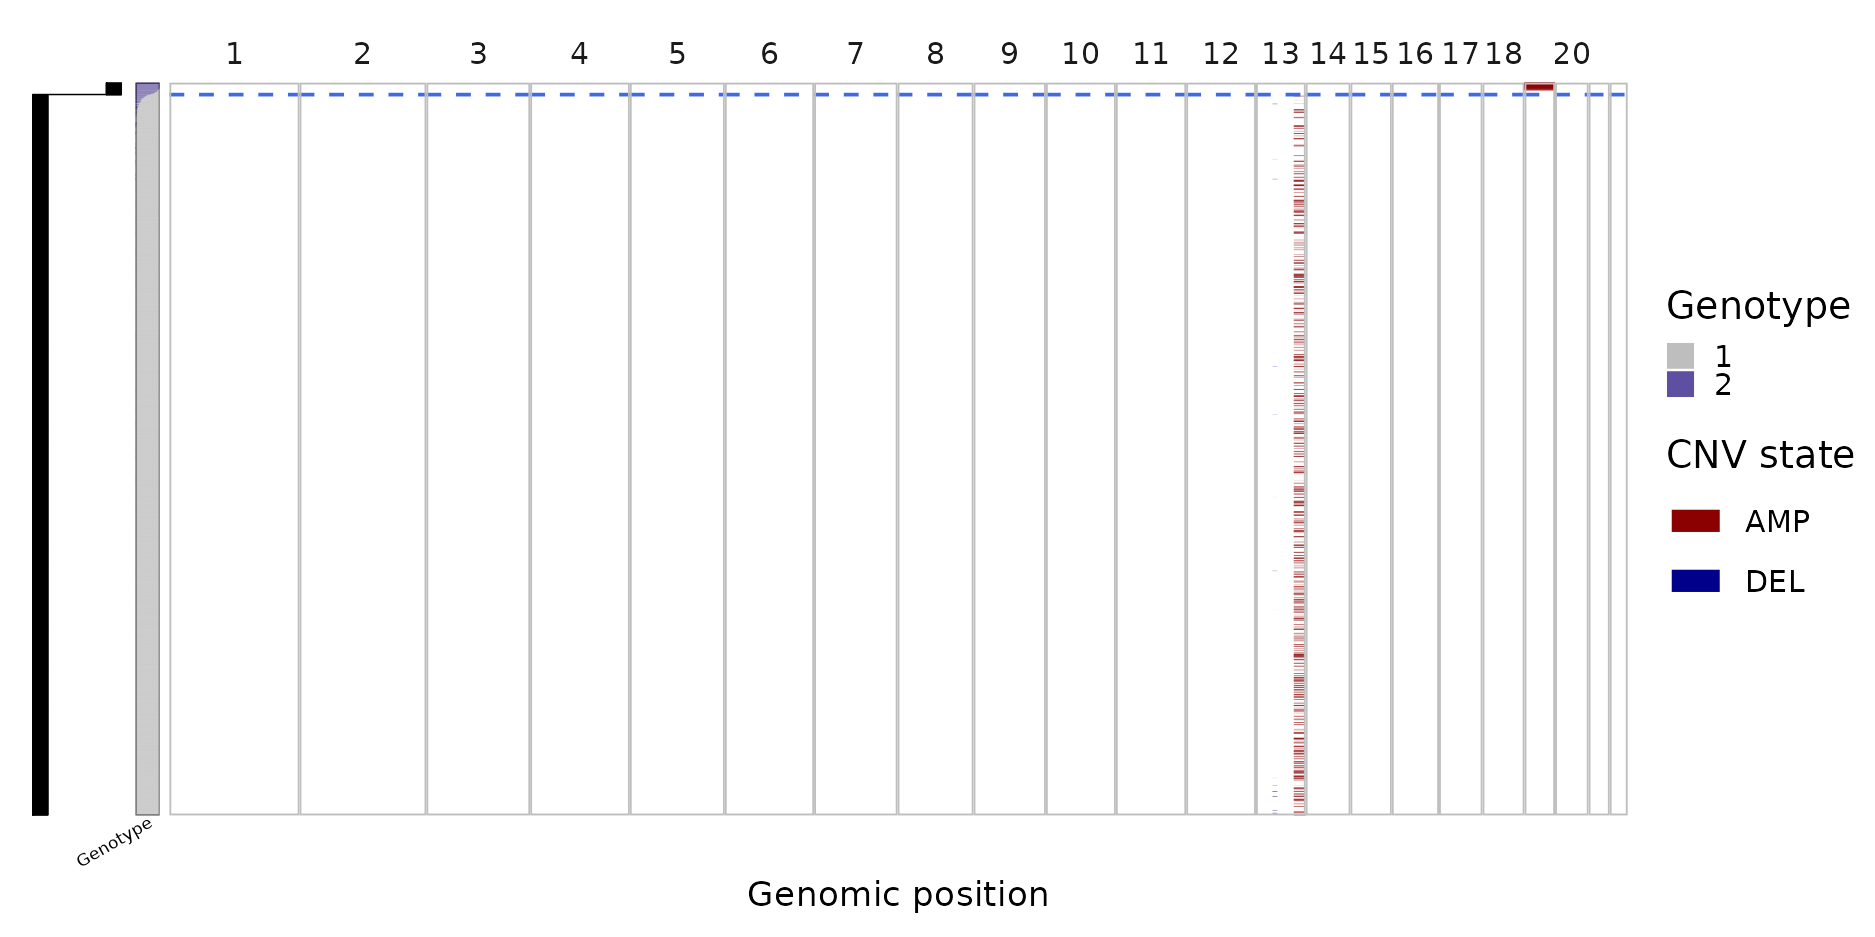 1 2 3 4 5 6 7 8 9 10 11 12 13 14 15 16 17 18 20
Genotype
1
2
CNV state
AMP
DEL
Genotype
Genomic position